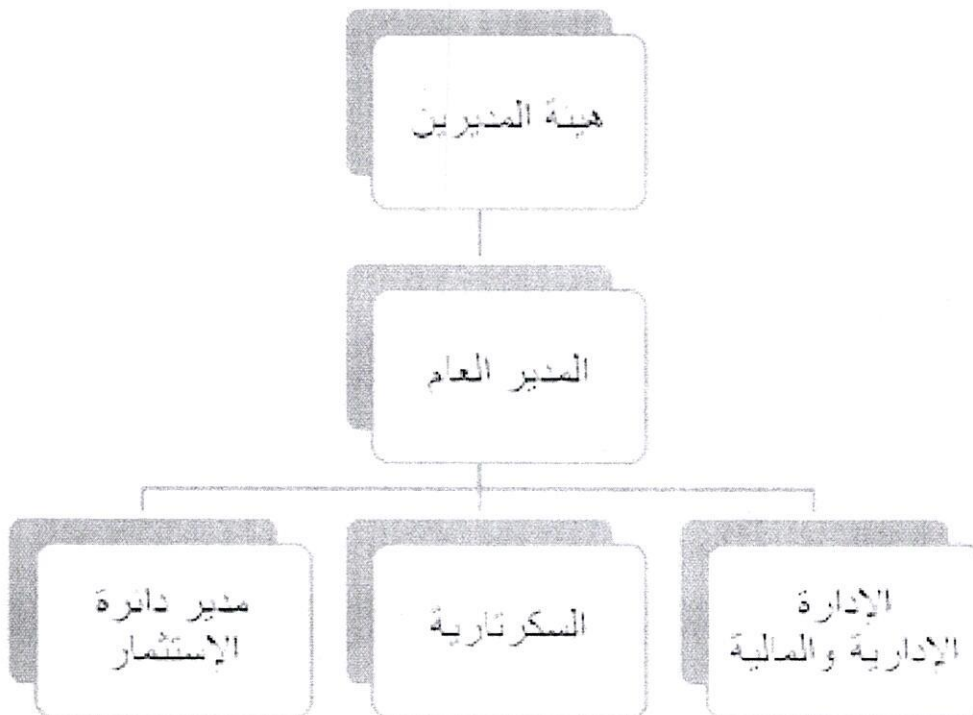 هيئة المديرين
المدير العام
الإدارة
الإدارية والمالية
السكرتارية
مدير دائرة
الإستثمار